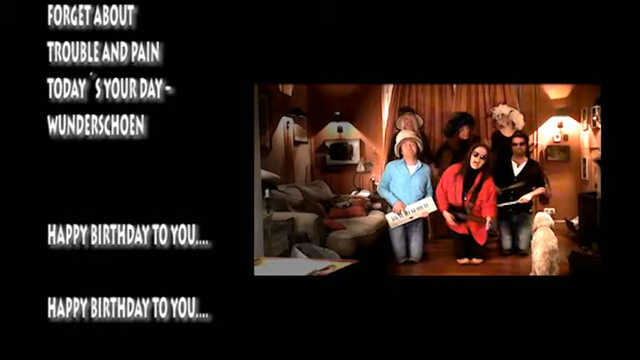 FORGET ABOUT
TROUBLE AND PAIN
TODAY´S YOUR DAY -
WUNDERSCHOEN
HAPPY BIRTHDAY TO YOU....
HAPPY BIRTHDAY TO YOU....